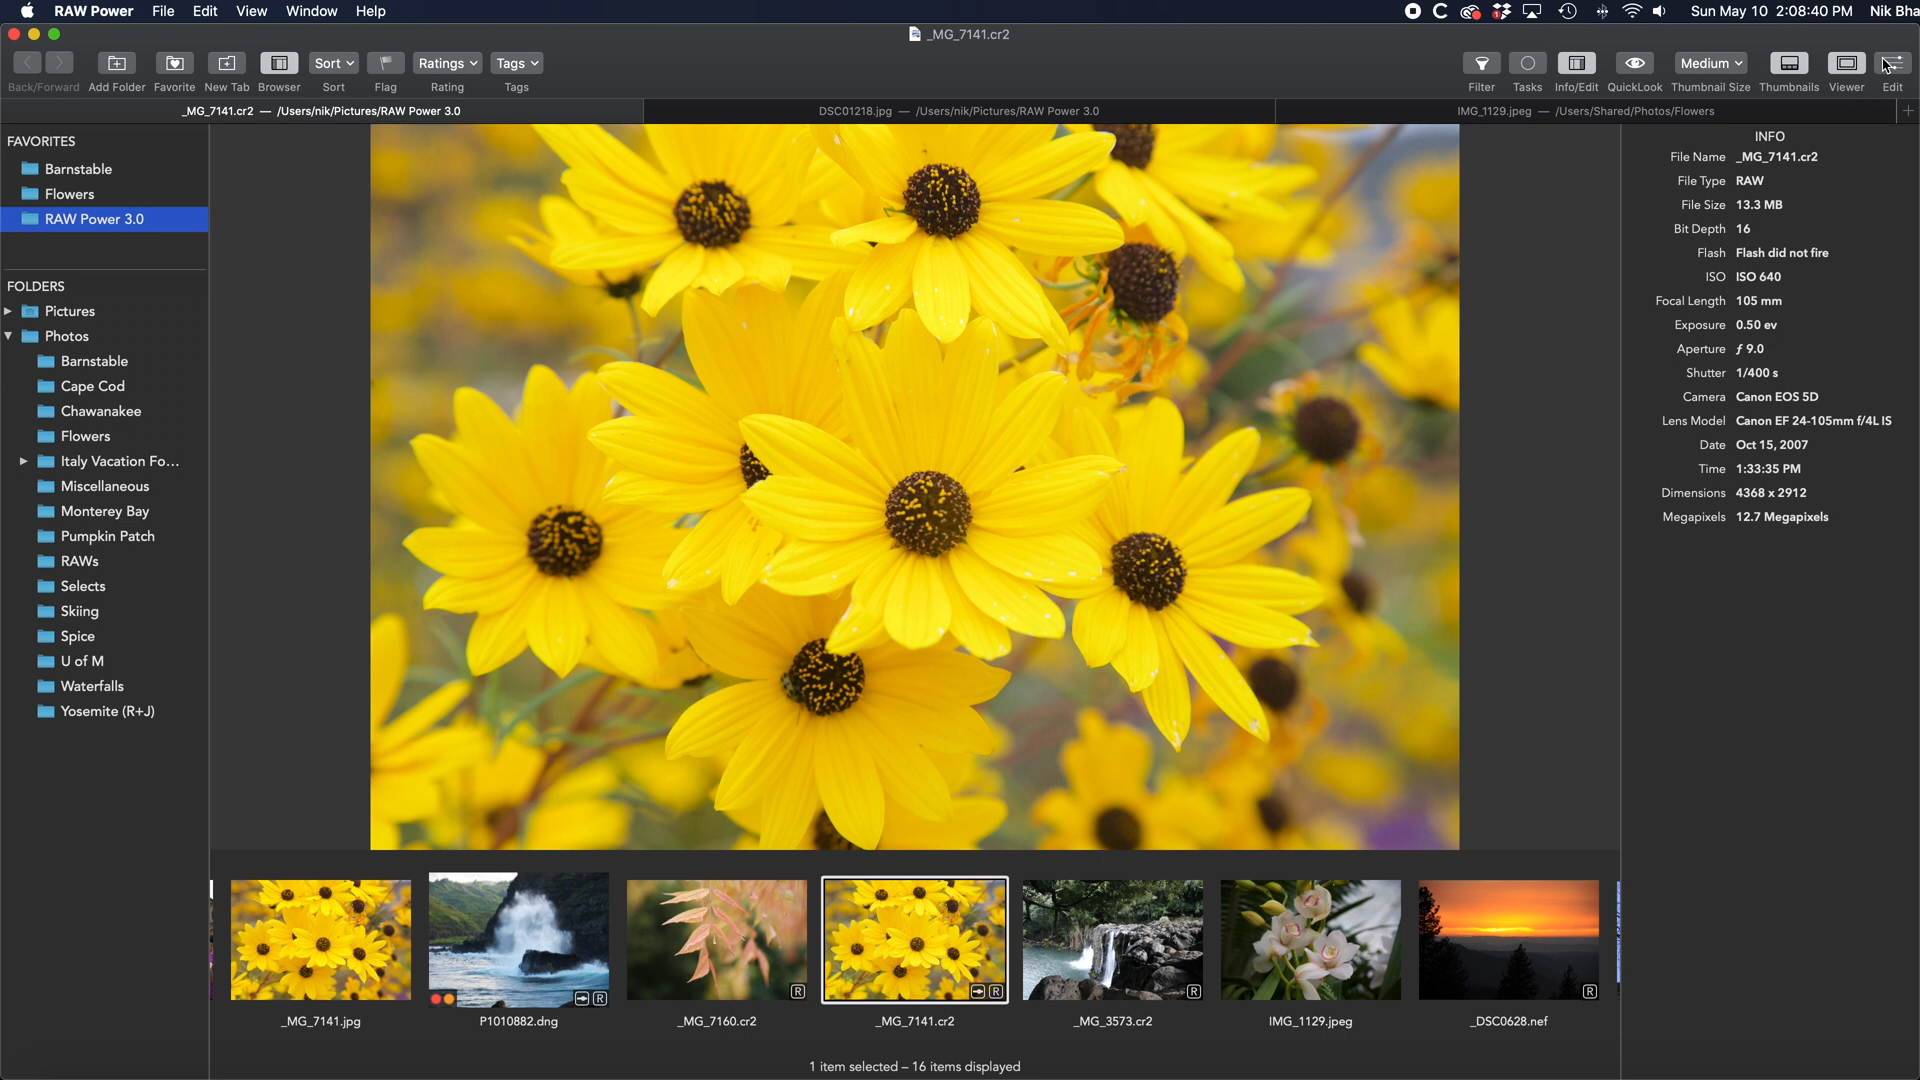 RAW Power File Edit View Window Help
Sun May 10 2:08:40 PM Nik Bha
_MG_7141.cr2
Sort Ratings Tags Medium
Back/Forward Add Folder Favorite New Tab Browser Sort Flag Rating Tags Filter Tasks Info/Edit QuickLook Thumbnail Size Thumbnails Viewer Edit
_MG_7141.cr2 — /Users/nik/Pictures/RAW Power 3.0
DSC01218.jpg — /Users/nik/Pictures/RAW Power 3.0
IMG_1129.jpeg — /Users/Shared/Photos/Flowers
FAVORITES
Barnstable
Flowers
RAW Power 3.0
FOLDERS
Pictures
Photos
Barnstable
Cape Cod
Chawanakee
Flowers
Italy Vacation Fo...
Miscellaneous
Monterey Bay
Pumpkin Patch
RAWs
Selects
Skiing
Spice
U of M
Waterfalls
Yosemite (R+J)
INFO
File Name _MG_7141.cr2
File Type RAW
File Size 13.3 MB
Bit Depth 16
Flash Flash did not fire
ISO ISO 640
Focal Length 105 mm
Exposure 0.50 ev
Aperture ƒ 9.0
Shutter 1/400 s
Camera Canon EOS 5D
Lens Model Canon EF 24-105mm f/4L IS
Date Oct 15, 2007
Time 1:33:35 PM
Dimensions 4368 x 2912
Megapixels 12.7 Megapixels
R R R R R
_MG_7141.jpg P1010882.dng _MG_7160.cr2 _MG_7141.cr2 _MG_3573.cr2 IMG_1129.jpeg _DSC0628.nef
1 item selected – 16 items displayed